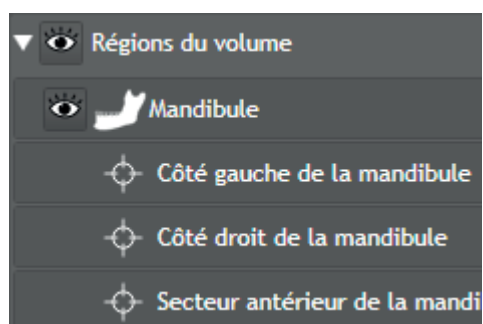 Régions du volume
Mandibule
Côté gauche de la mandibule
Côté droit de la mandibule
Secteur antérieur de la mandi